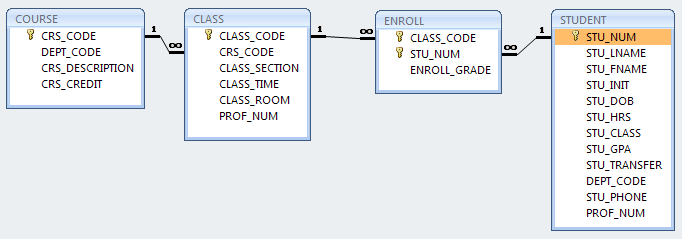 COURSE
CRS_CODE
DEPT_CODE
CRS_DESCRIPTION
CRS_CREDIT
1
∞
CLASS
CLASS_CODE
CRS_CODE
CLASS_SECTION
CLASS_TIME
CLASS_ROOM
PROF_NUM
1
∞
ENROLL
CLASS_CODE
STU_NUM
ENROLL_GRADE
∞
1
STUDENT
STU_NUM
STU_LNAME
STU_FNAME
STU_INIT
STU_DOB
STU_HRS
STU_CLASS
STU_GPA
STU_TRANSFER
DEPT_CODE
STU_PHONE
PROF_NUM